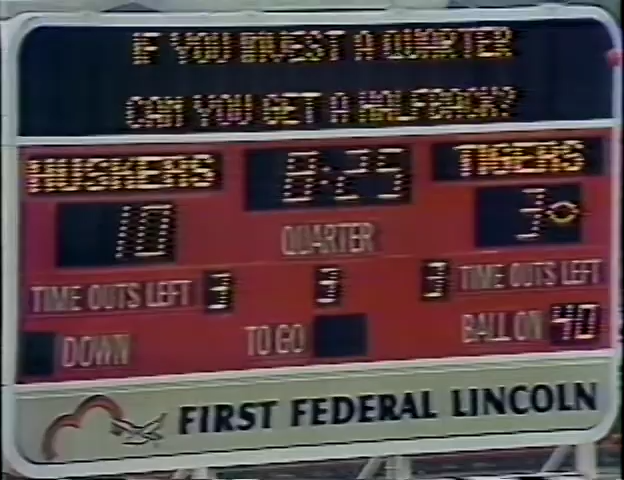 IF YOU INVEST A QUARTER
CAN YOU GET A HALFBACK?
HUSKERS 8:25 TIGERS
10 QUARTER 3
TIME OUTS LEFT 3 3 3 TIME OUTS LEFT
DOWN TO GO BALL ON 40
FIRST FEDERAL LINCOLN